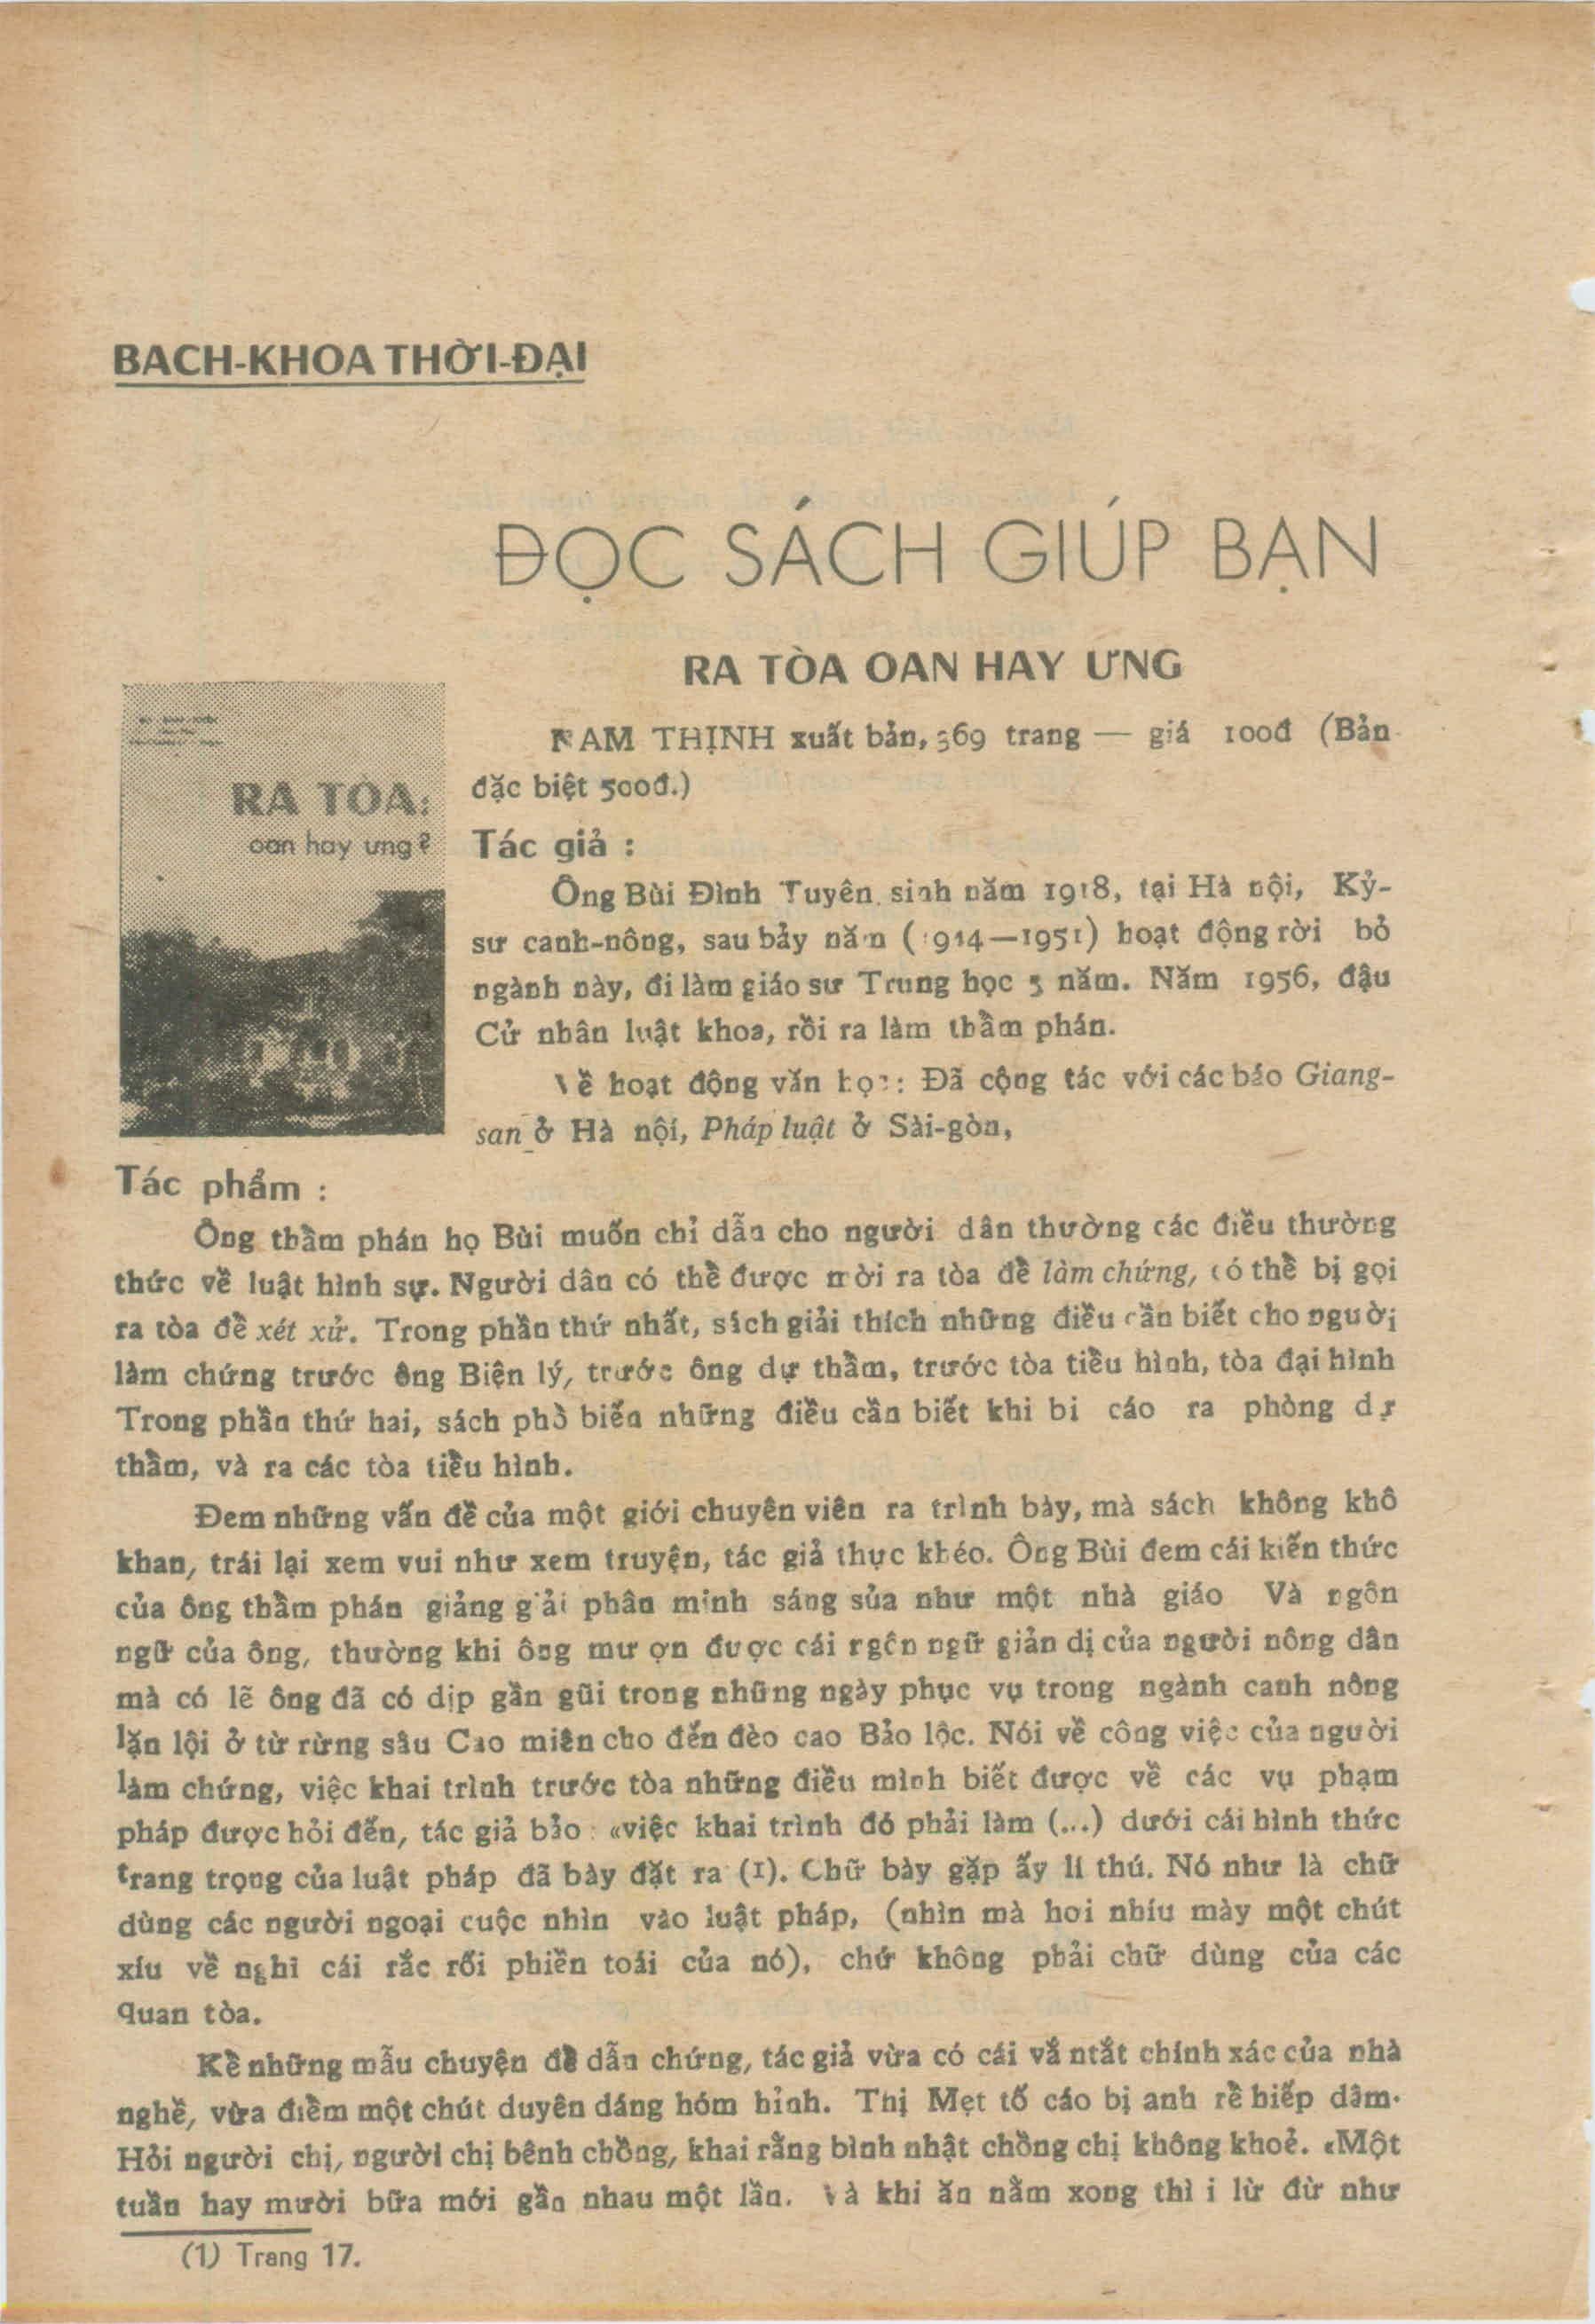 BACH-KHOA THỜI-ĐẠI
ĐỌC SÁCH GIÚP BẠN
RA TÒA OAN HAY ƯNG
RA TÒA:
oan hay ưng?
NAM THỊNH xuất bản, 369 trang — giá 100đ (Bản
đặc biệt 500đ.)
Tác giả :
Ông Bùi Đình Tuyên, sinh năm 1918, tại Hà nội, Kỷ-
sư canh-nông, sau bảy năm (1944—1951) hoạt động rời bỏ
ngành này, đi làm giáo sư Trung học 5 năm. Năm 1956, đậu
Cử nhân luật khoa, rồi ra làm thẩm phán.
Về hoạt động văn học: Đã cộng tác với các báo Giang-
san ở Hà nội, Pháp luật ở Sài-gòn,
Tác phẩm :
Ông thẩm phán họ Bùi muốn chỉ dẫn cho người dân thường các điều thường
thức về luật hình sự. Người dân có thể được mời ra tòa để làm chứng, có thể bị gọi
ra tòa để xét xử. Trong phần thứ nhất, sách giải thích những điều cần biết cho người
làm chứng trước ông Biện lý, trước ông dự thẩm, trước tòa tiểu hình, tòa đại hình
Trong phần thứ hai, sách phổ biến những điều cần biết khi bi cáo ra phòng dự
thẩm, và ra các tòa tiểu hình.
Đem những vấn đề của một giới chuyên viên ra trình bày, mà sách không khô
khan, trái lại xem vui như xem truyện, tác giả thực khéo. Ông Bùi đem cái kiến thức
của ông thẩm phán giảng giải phân minh sáng sủa như một nhà giáo Và ngôn
ngữ của ông, thường khi ông mượn được cái ngôn ngữ giản dị của người nông dân
mà có lẽ ông đã có dịp gần gũi trong những ngày phục vụ trong ngành canh nông
lặn lội ở từ rừng sâu Cao miên cho đến đèo cao Bảo lộc. Nói về công việc của người
làm chứng, việc khai trình trước tòa những điều mình biết được về các vụ phạm
pháp được hỏi đến, tác giả bảo : «việc khai trình đó phải làm (...) dưới cái hình thức
trang trọng của luật pháp đã bày đặt ra (1). Chữ bày gặp ấy lí thú. Nó như là chữ
dùng các người ngoại cuộc nhìn vào luật pháp, (nhìn mà hơi nhíu mày một chút
xíu về nghi cái rắc rối phiền toái của nó), chứ không phải chữ dùng của các
quan tòa.
Kể những mẫu chuyện để dẫn chứng, tác giả vừa có cái vắn tắt chính xác của nhà
nghề, vừa điểm một chút duyên dáng hóm hỉnh. Thị Mẹt tố cáo bị anh rể hiếp dâm.
Hỏi người chị, người chị bênh chồng, khai rằng bình nhật chồng chị không khoẻ. «Một
tuần hay mười bữa mới gần nhau một lần. Và khi ăn nằm xong thì i lừ đừ như
(1) Trang 17.